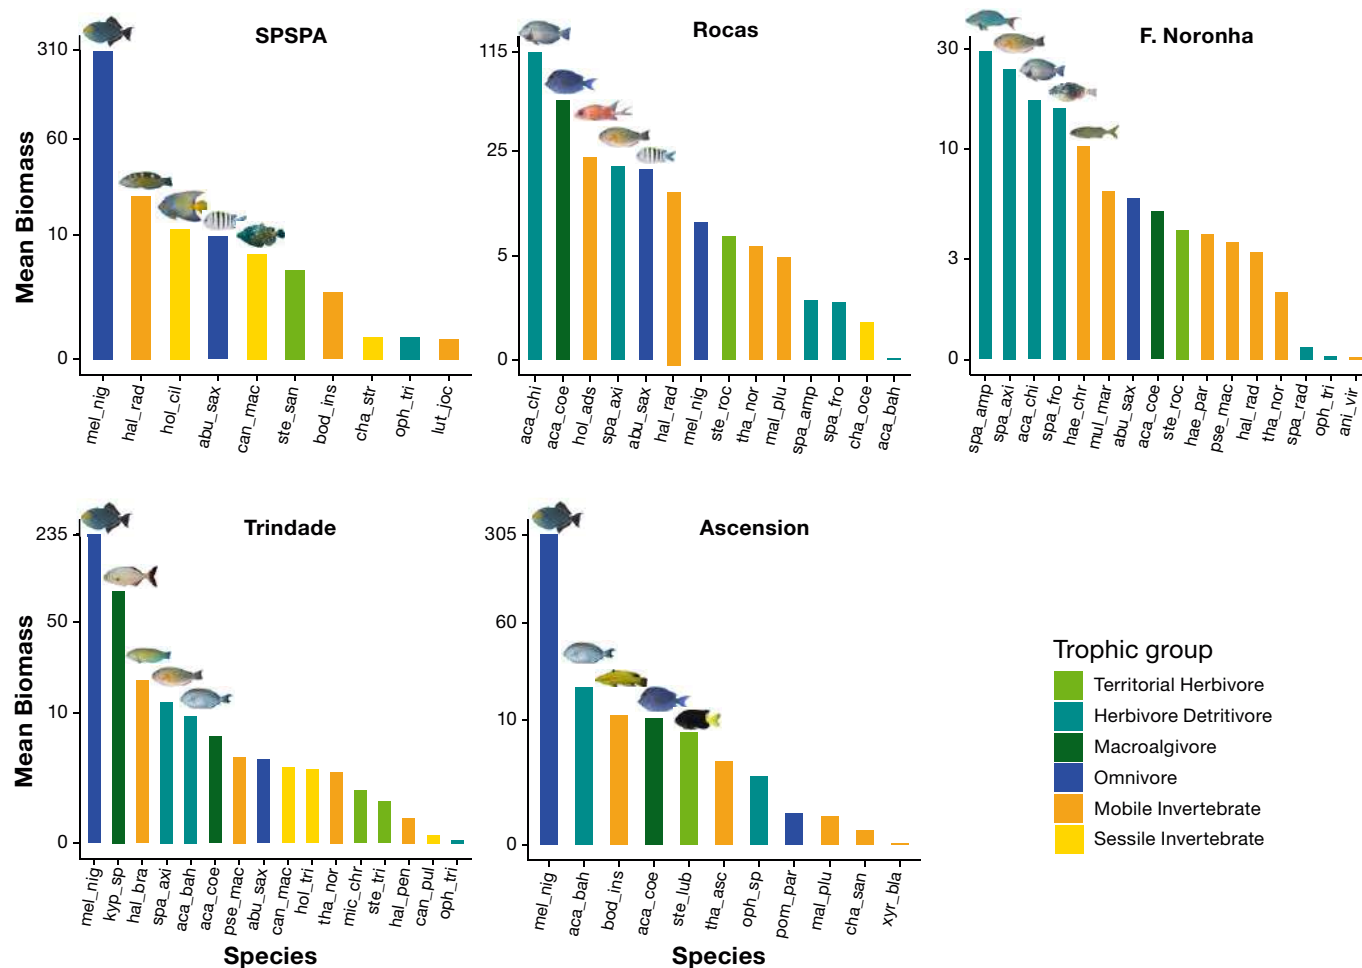 SPSPA
Mean Biomass
310
60
10
0
mel_nig
hal_rad
hol_cil
abu_sax
can_mac
ste_san
bod_ins
cha_str
oph_tri
lut_joc
Rocas
115
25
5
0
aca_chi
aca_coe
hol_ads
spa_axi
abu_sax
hal_rad
mel_nig
ste_roc
tha_nor
mal_plu
spa_amp
spa_fro
cha_oce
aca_bah
F. Noronha
30
10
3
0
spa_amp
spa_axi
aca_chi
spa_fro
hae_chr
mul_mar
abu_sax
aca_coe
ste_roc
hae_par
pse_mac
hal_rad
tha_nor
spa_rad
oph_tri
ani_vir
Trindade
Mean Biomass
235
50
10
0
mel_nig
kyp_sp
hal_bra
spa_axi
aca_bah
aca_coe
pse_mac
abu_sax
can_mac
hol_tri
tha_nor
mic_chr
ste_tri
hal_pen
can_pul
oph_tri
Species
Ascension
305
60
10
0
mel_nig
aca_bah
bod_ins
aca_coe
ste_lub
tha_asc
oph_sp
pom_par
mal_plu
cha_san
xyr_bla
Species
Trophic group
Territorial Herbivore
Herbivore Detritivore
Macroalgivore
Omnivore
Mobile Invertebrate
Sessile Invertebrate